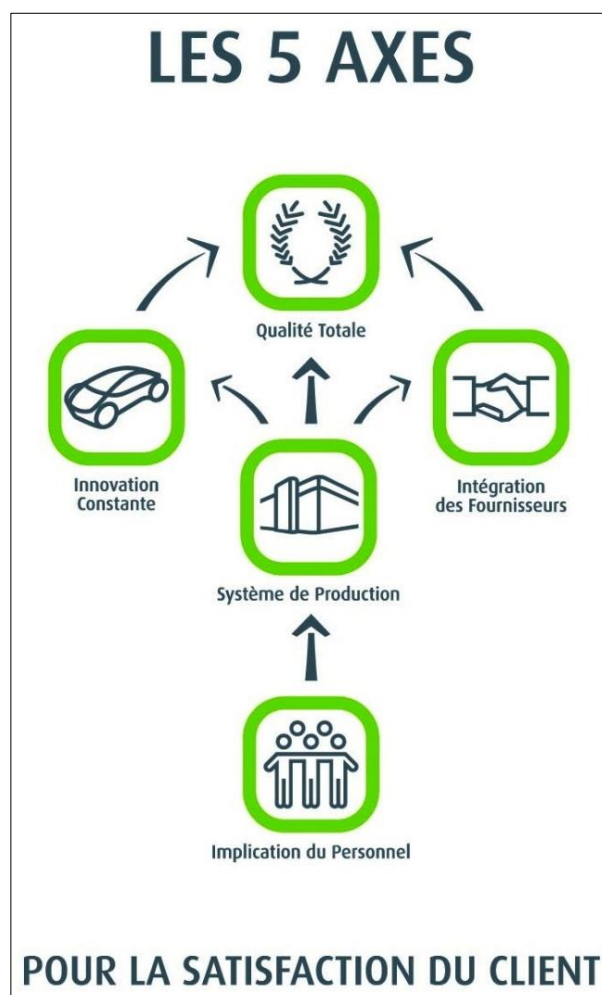 LES 5 AXES
Qualité Totale
Innovation
Constante
Intégration
des Fournisseurs
Système de Production
Implication du Personnel
POUR LA SATISFACTION DU CLIENT